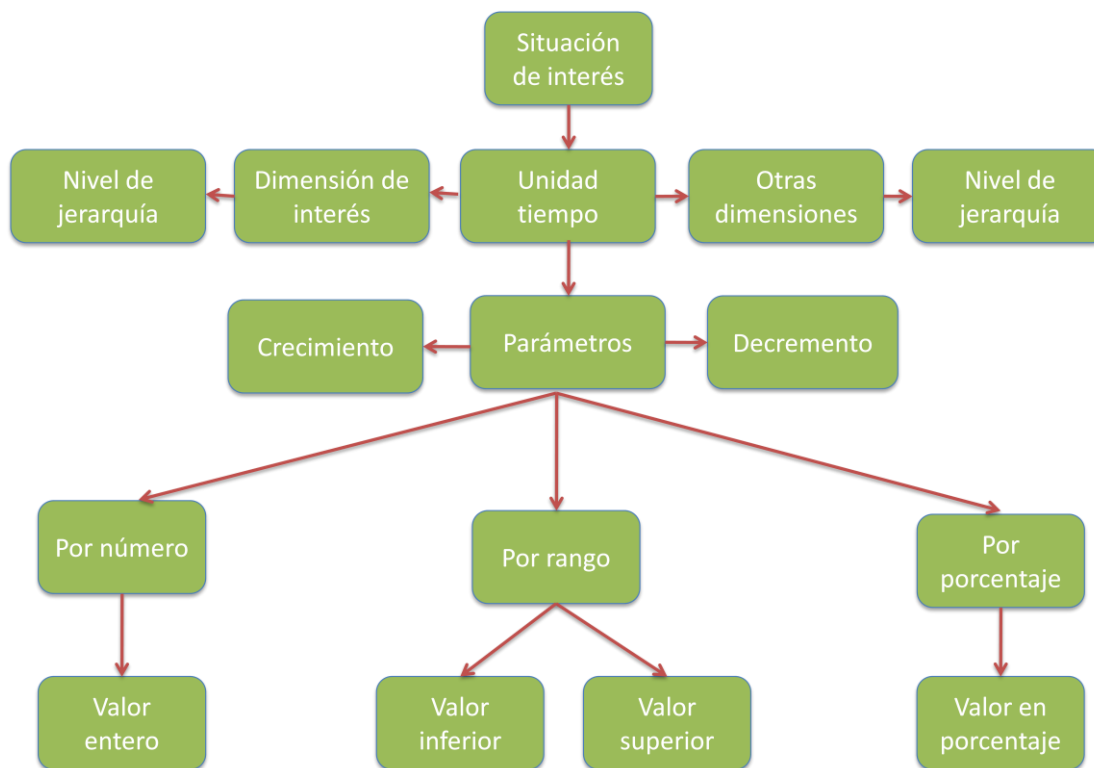 Situación
de interés
Nivel de
jerarquía
Dimensión de
interés
Unidad
tiempo
Otras
dimensiones
Nivel de
jerarquía
Crecimiento
Parámetros
Decremento
Por número
Por rango
Por
porcentaje
Valor
entero
Valor
inferior
Valor
superior
Valor en
porcentaje